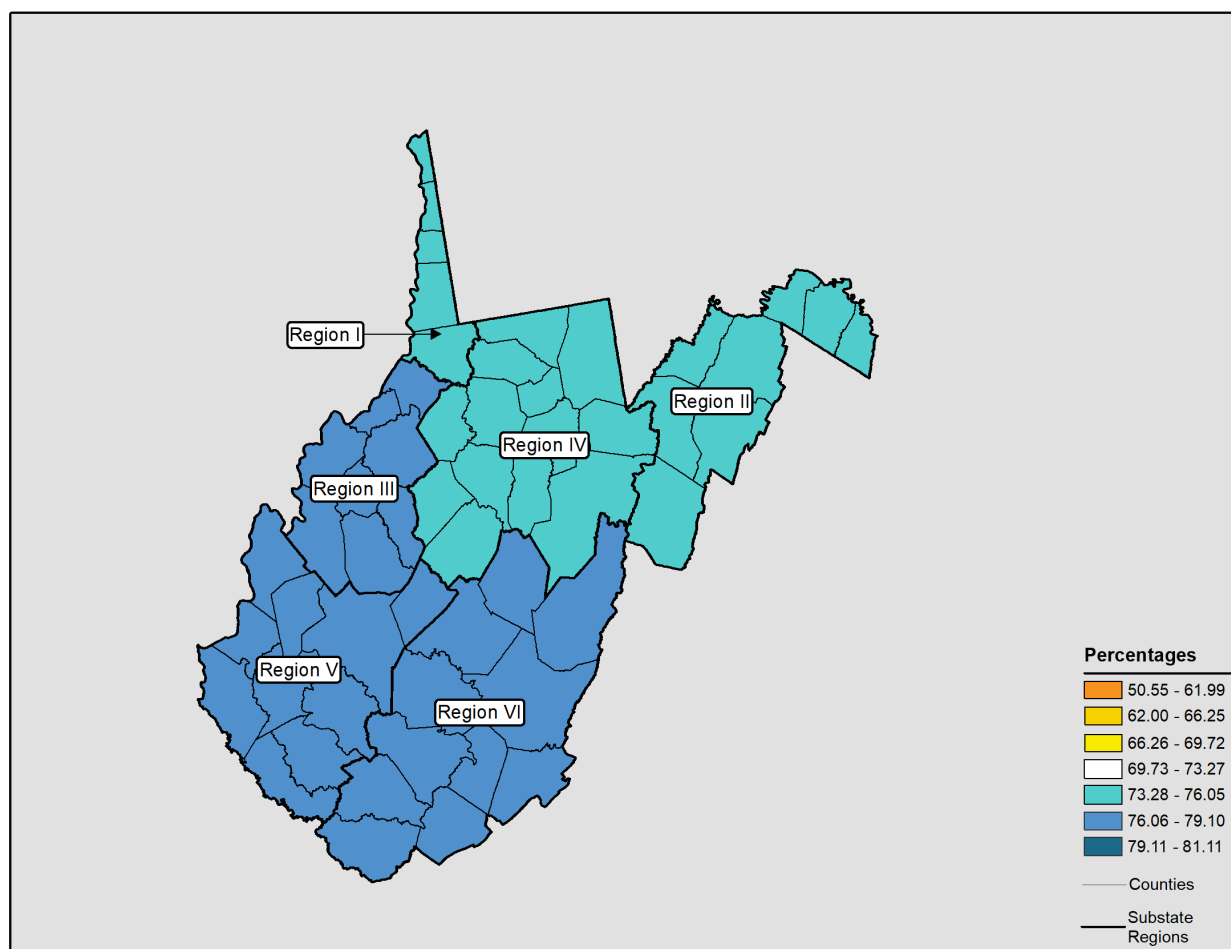 Region I
Region II
Region IV
Region III
Region V
Region VI
Percentages
50.55 - 61.99
62.00 - 66.25
66.26 - 69.72
69.73 - 73.27
73.28 - 76.05
76.06 - 79.10
79.11 - 81.11
Counties
Substate
Regions